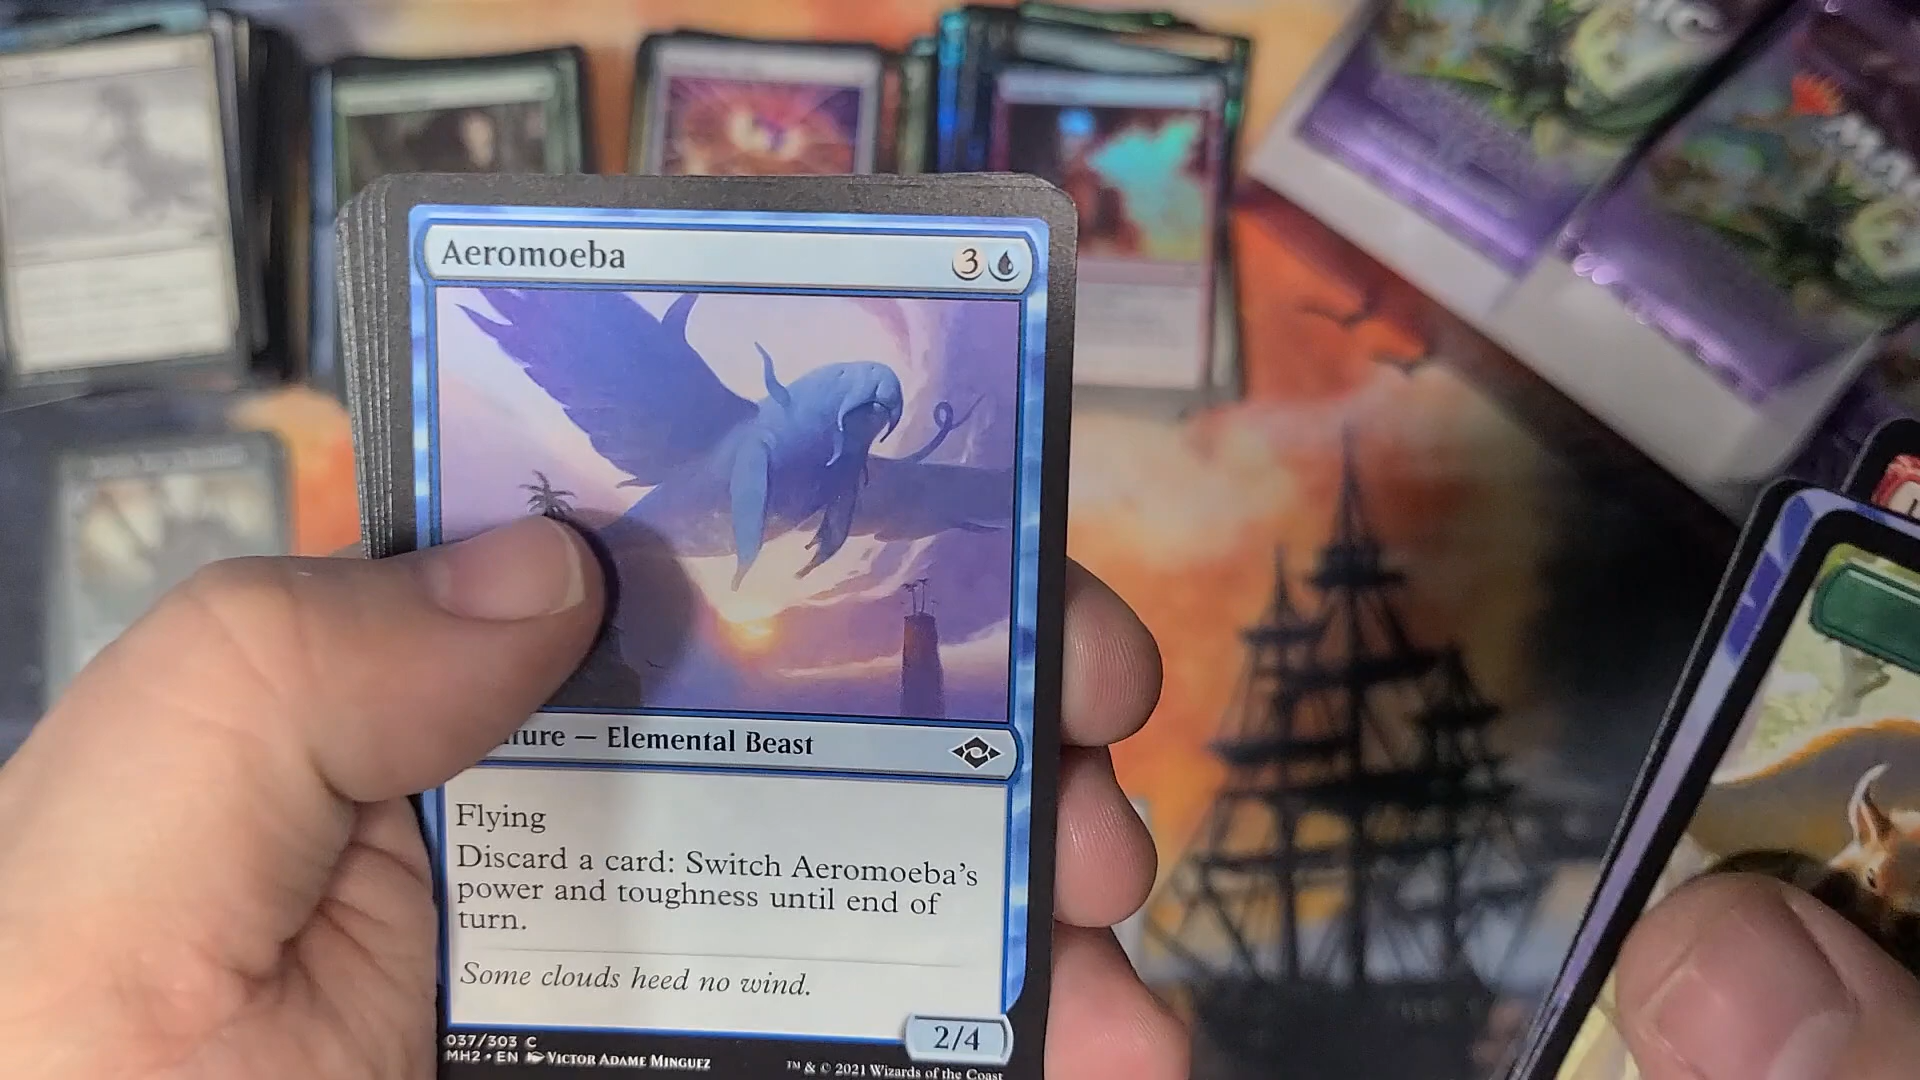 Aeromoeba 3
Elemental Beast
Flying
Discard a card: Switch Aeromoeba's
power and toughness until end of
turn.
Some clouds heed no wind.
2/4
037/303 C
MH2 • EN Victor Adame Minguez
™ & © 2021 Wizards of the Coast